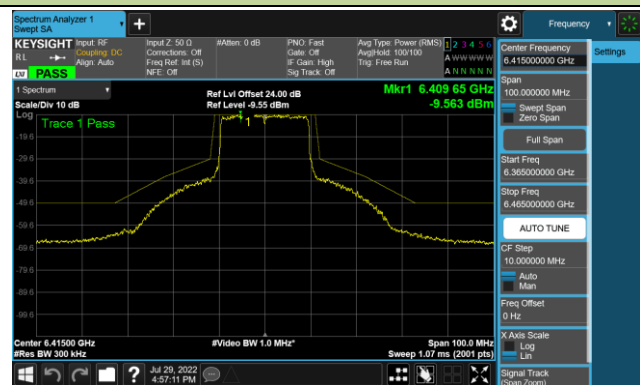 Spectrum Analyzer 1
Swept SA
Frequency
KEYSIGHT
RL
PASS
Input: RF
Coupling: DC
Align: Auto
Input Z: 50 Ω
Corrections: Off
Freq Ref: Int (S)
NFE: Off
#Atten: 0 dB
PNO: Fast
Gate: Off
IF Gain: High
Sig Track: Off
Avg Type: Power (RMS)
Avg|Hold: 100/100
Trig: Free Run
1 2 3 4 5 6
A W W W W W
A N N N N N
1 Spectrum
Scale/Div 10 dB
Ref Lvl Offset 24.00 dB
Ref Level -9.55 dBm
Mkr1 6.409 65 GHz
-9.563 dBm
Log
Trace 1 Pass
1
-19.6
-29.6
-39.6
-49.6
-59.6
-69.6
-79.6
-89.6
-99.6
Center 6.41500 GHz
#Res BW 300 kHz
#Video BW 1.0 MHz*
Span 100.0 MHz
Sweep 1.07 ms (2001 pts)
Jul 29, 2022
4:57:11 PM
Center Frequency
6.415000000 GHz
Settings
Span
100.000000 MHz
Swept Span
Zero Span
Full Span
Start Freq
6.365000000 GHz
Stop Freq
6.465000000 GHz
AUTO TUNE
CF Step
10.000000 MHz
Auto
Man
Freq Offset
0 Hz
X Axis Scale
Log
Lin
Signal Track
(Span Zoom)